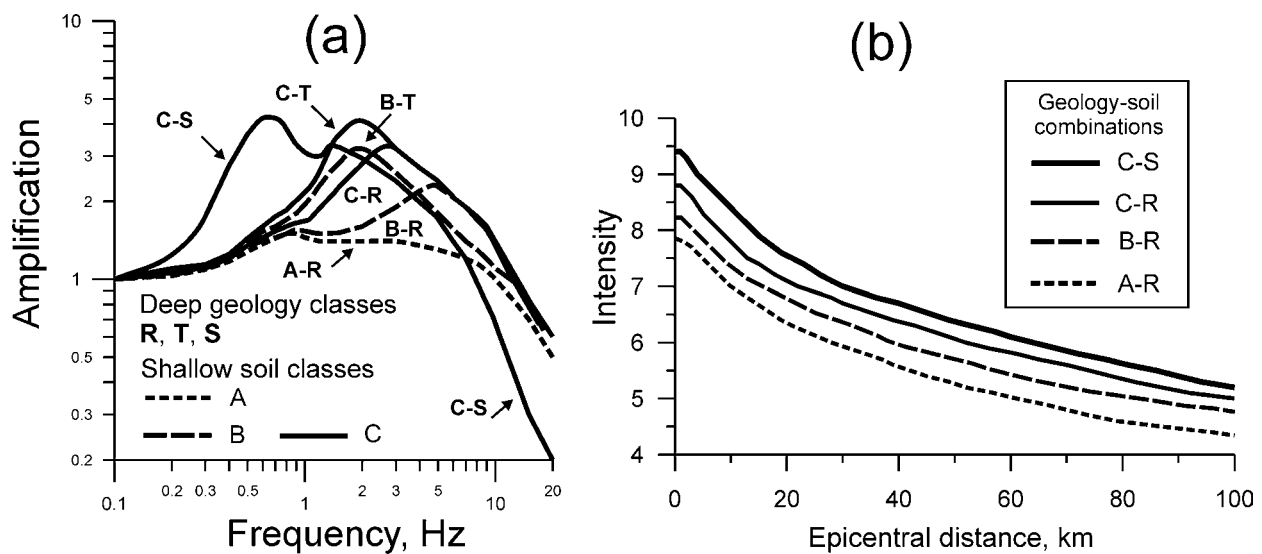 (a)
Amplification
10
5
3
2
1
0.5
0.3
0.2
C-S
C-T
B-T
C-R
B-R
A-R
Deep geology classes
R, T, S
Shallow soil classes
A
B
C
C-S
0.1
0.2
0.3
1
2
3
5
10
20
Frequency, Hz
(b)
Intensity
10
9
8
7
6
5
4
Geology-soil
combinations
C-S
C-R
B-R
A-R
0
20
40
60
80
100
Epicentral distance, km